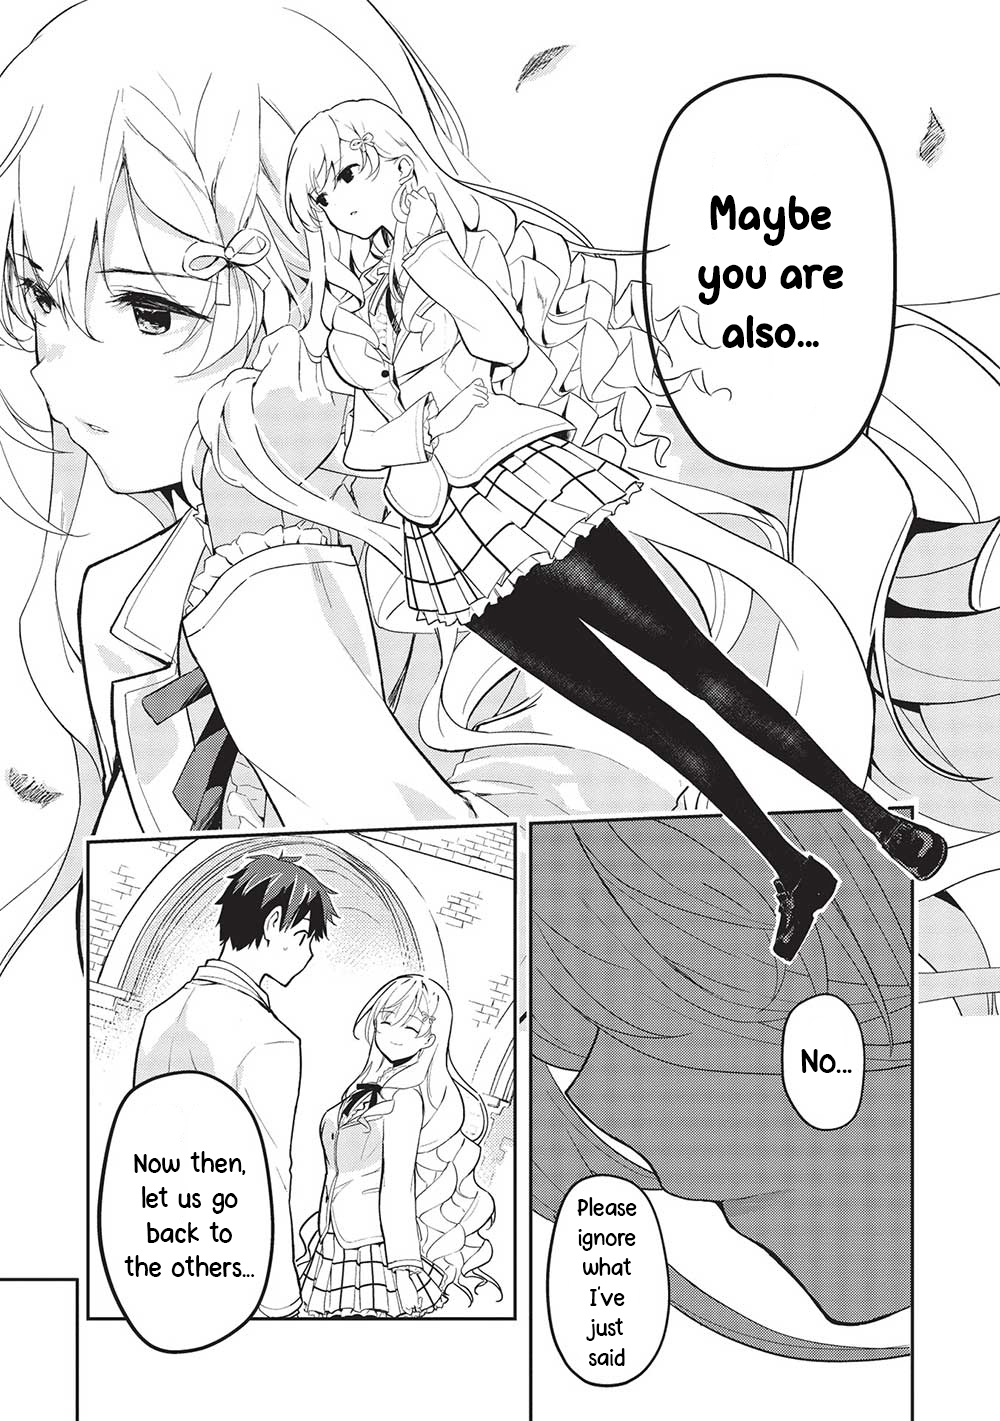 Maybe
you are
also...
No...
Please
ignore
what
I've
just
said
Now then,
let us go
back to
the others...